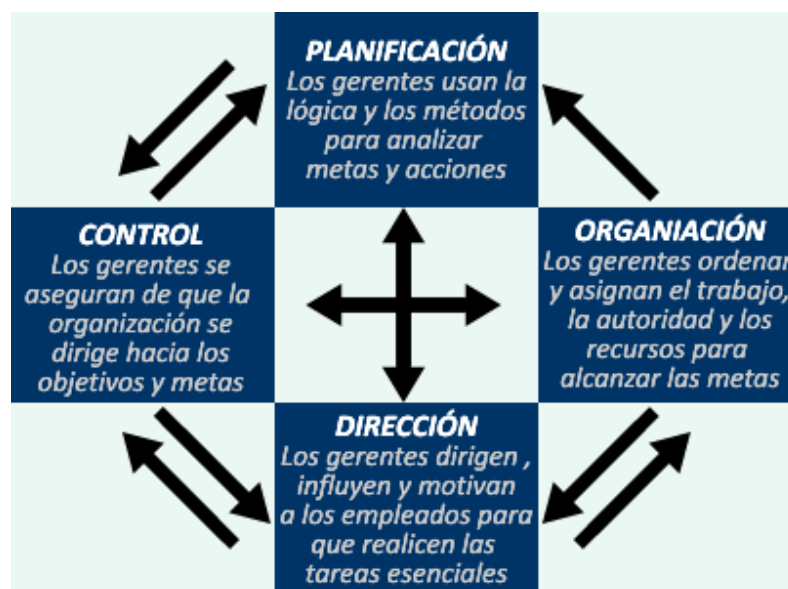 PLANIFICACIÓN
Los gerentes usan la
lógica y los métodos
para analizar
metas y acciones
CONTROL
Los gerentes se
aseguran de que la
organización se
dirige hacia los
objetivos y metas
ORGANIACIÓN
Los gerentes ordenan
y asignan el trabajo,
la autoridad y los
recursos para
alcanzar las metas
DIRECCIÓN
Los gerentes dirigen ,
influyen y motivan
a los empleados para
que realicen las
tareas esenciales